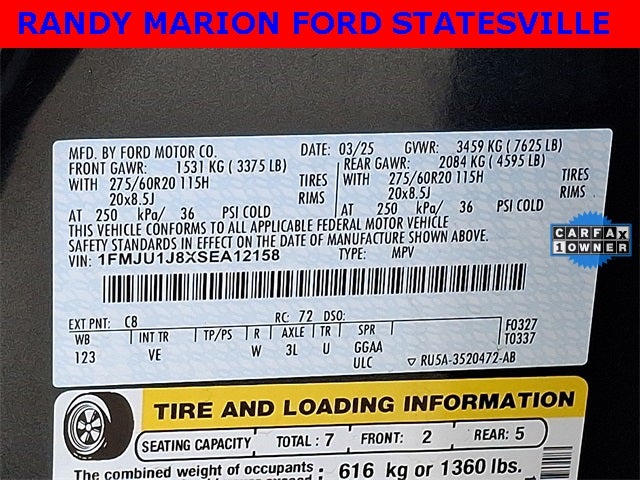 RANDY MARION FORD STATESVILLE
MFD. BY FORD MOTOR CO. DATE: 03/25 GVWR: 3459 KG ( 7625 LB)
FRONT GAWR: 1531 KG ( 3375 LB) REAR GAWR: 2084 KG ( 4595 LB)
WITH 275/60R20 115H TIRES WITH 275/60R20 115H TIRES
20x8.5J RIMS 20x8.5J RIMS
AT 250 kPa/ 36 PSI COLD AT 250 kPa/ 36 PSI COLD
THIS VEHICLE CONFORMS TO ALL APPLICABLE FEDERAL MOTOR VEHICLE
SAFETY STANDARDS IN EFFECT ON THE DATE OF MANUFACTURE SHOWN ABOVE.
VIN: 1FMJU1J8XSEA12158 TYPE: MPV
CARFAX
1 OWNER
EXT PNT: C8 RC: 72 DSO:
WB INT TR TP/PS R AXLE TR SPR F0327
123 VE W 3L U GGAA T0337
ULC ▽ RU5A-3520472-AB
TIRE AND LOADING INFORMATION
SEATING CAPACITY TOTAL : 7 FRONT: 2 REAR: 5
The combined weight of occupants : 616 kg or 1360 lbs.